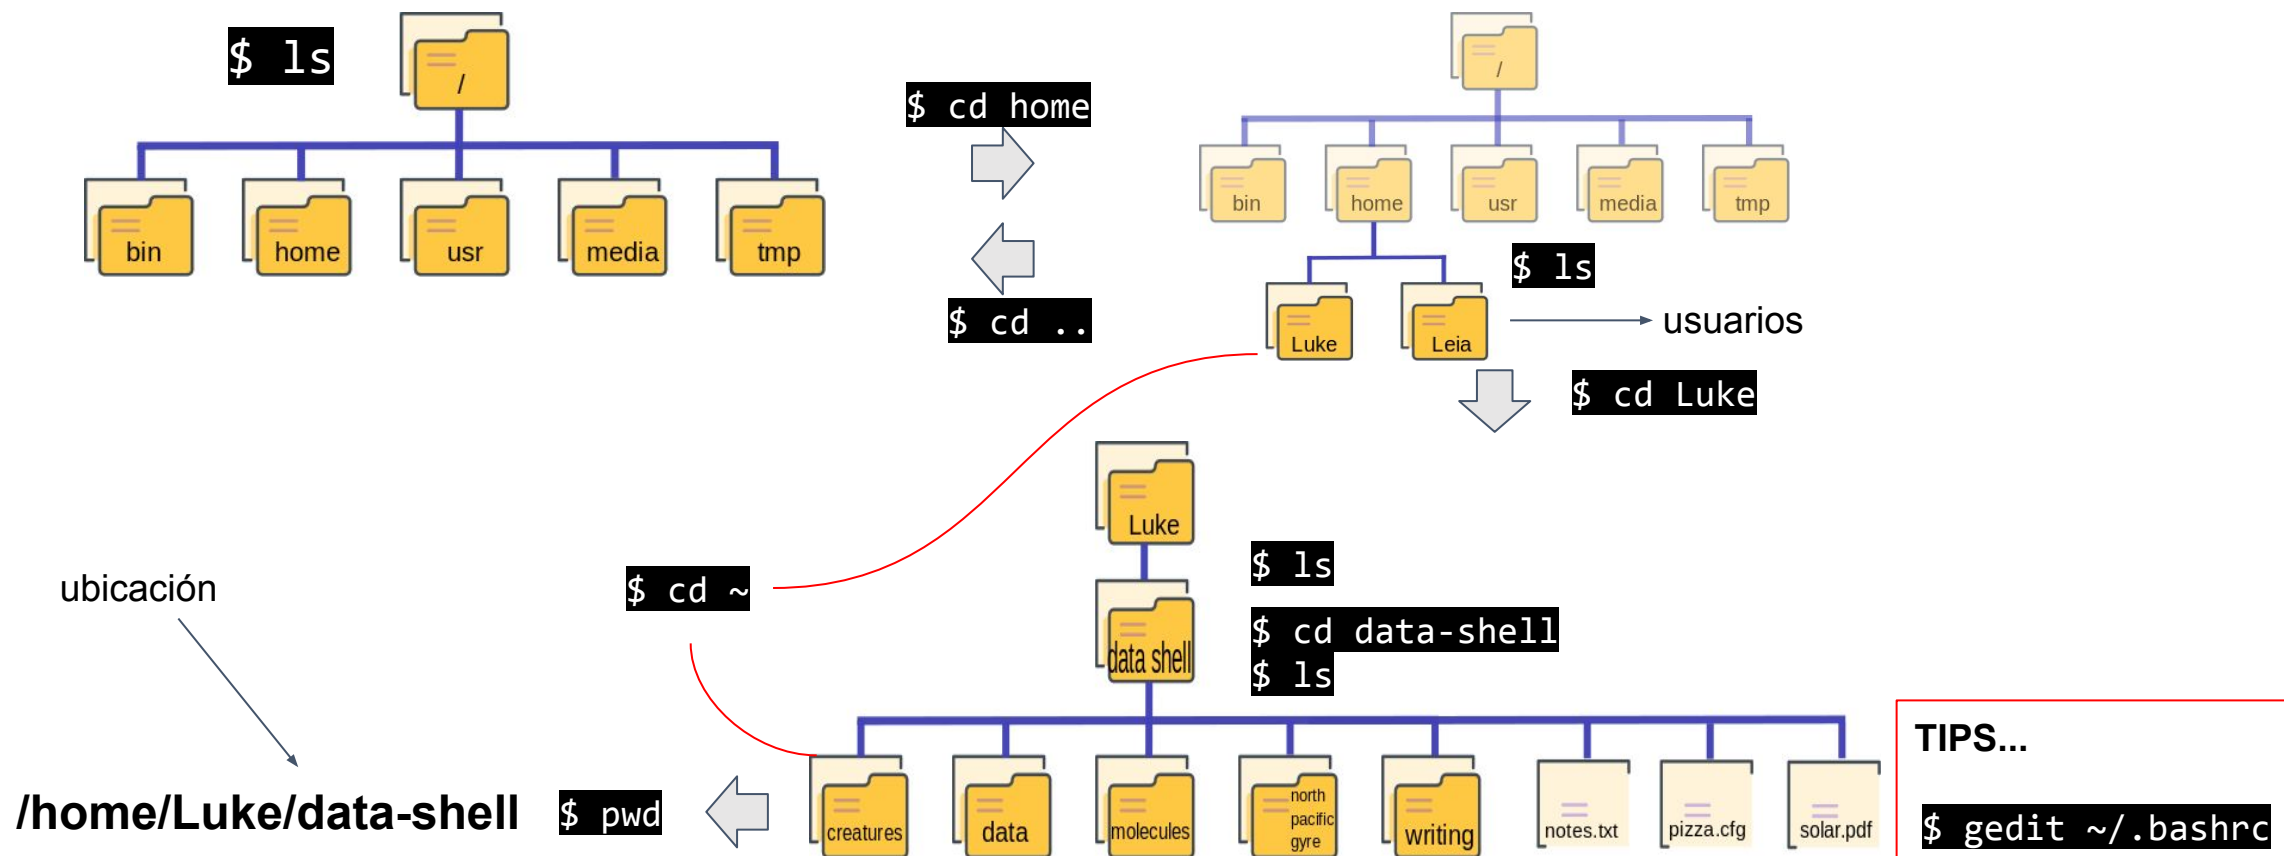 $ ls
/
bin
home
usr
media
tmp
$ cd home
$ cd ..
/
bin
home
usr
media
tmp
$ ls
Luke
Leia
usuarios
$ cd Luke
Luke
$ ls
data shell
$ cd data-shell
$ ls
$ cd ~
ubicación
/home/Luke/data-shell
$ pwd
creatures
data
molecules
north
pacific
gyre
writing
notes.txt
pizza.cfg
solar.pdf
TIPS...
$ gedit ~/.bashrc